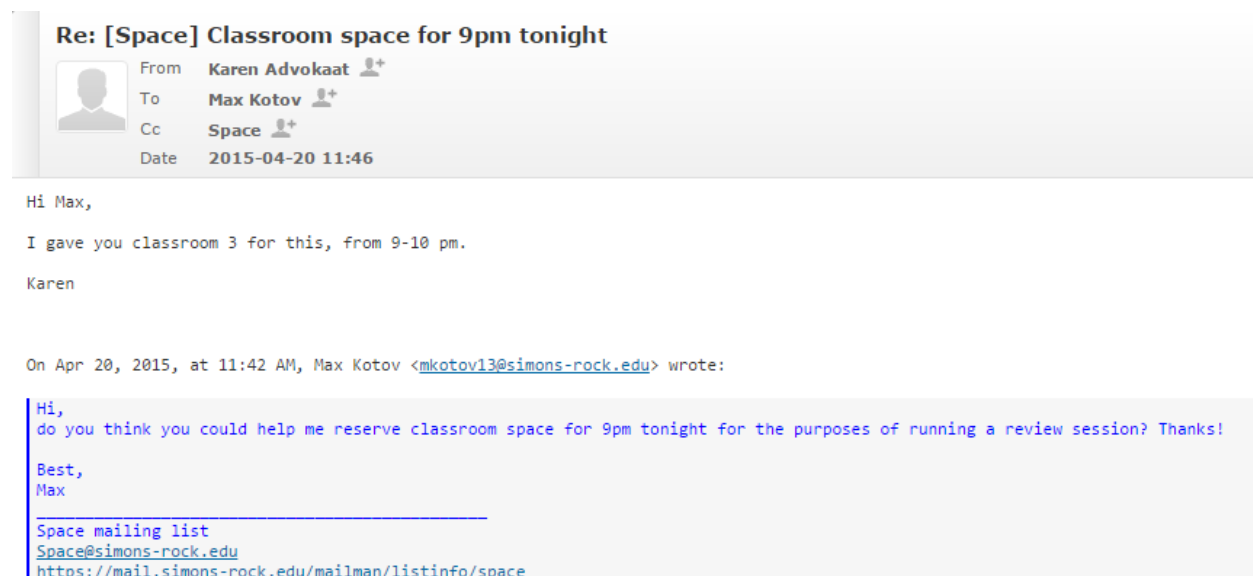 Re: [Space] Classroom space for 9pm tonight
From Karen Advokaat
To Max Kotov
Cc Space
Date 2015-04-20 11:46
Hi Max,
I gave you classroom 3 for this, from 9-10 pm.
Karen
On Apr 20, 2015, at 11:42 AM, Max Kotov <mkotov13@simons-rock.edu> wrote:
Hi,
do you think you could help me reserve classroom space for 9pm tonight for the purposes of running a review session? Thanks!
Best,
Max
_______________________________________________
Space mailing list
Space@simons-rock.edu
https://mail.simons-rock.edu/mailman/listinfo/space